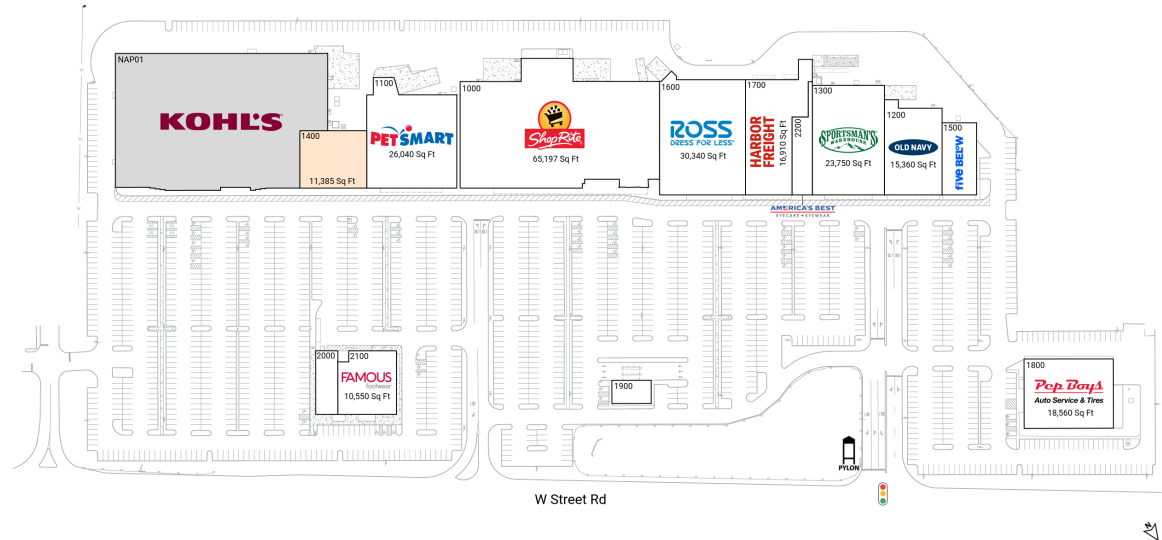 NAP01
KOHL'S
1400
11,385 Sq Ft
1100
PETSMART
26,040 Sq Ft
1000
ShopRite
65,197 Sq Ft
1600
ROSS
DRESS FOR LESS
30,340 Sq Ft
1700
HARBOR
FREIGHT
16,910 Sq Ft
2200
AMERICA'S BEST
EYECARE + EYEWEAR
1300
SPORTSMAN'S
WAREHOUSE
23,750 Sq Ft
1200
OLD NAVY
15,360 Sq Ft
1500
five BELOW
2000
2100
FAMOUS
footwear
10,550 Sq Ft
1900
1800
Pep Boys
Auto Service & Tires
18,560 Sq Ft
PYLON
W Street Rd
N